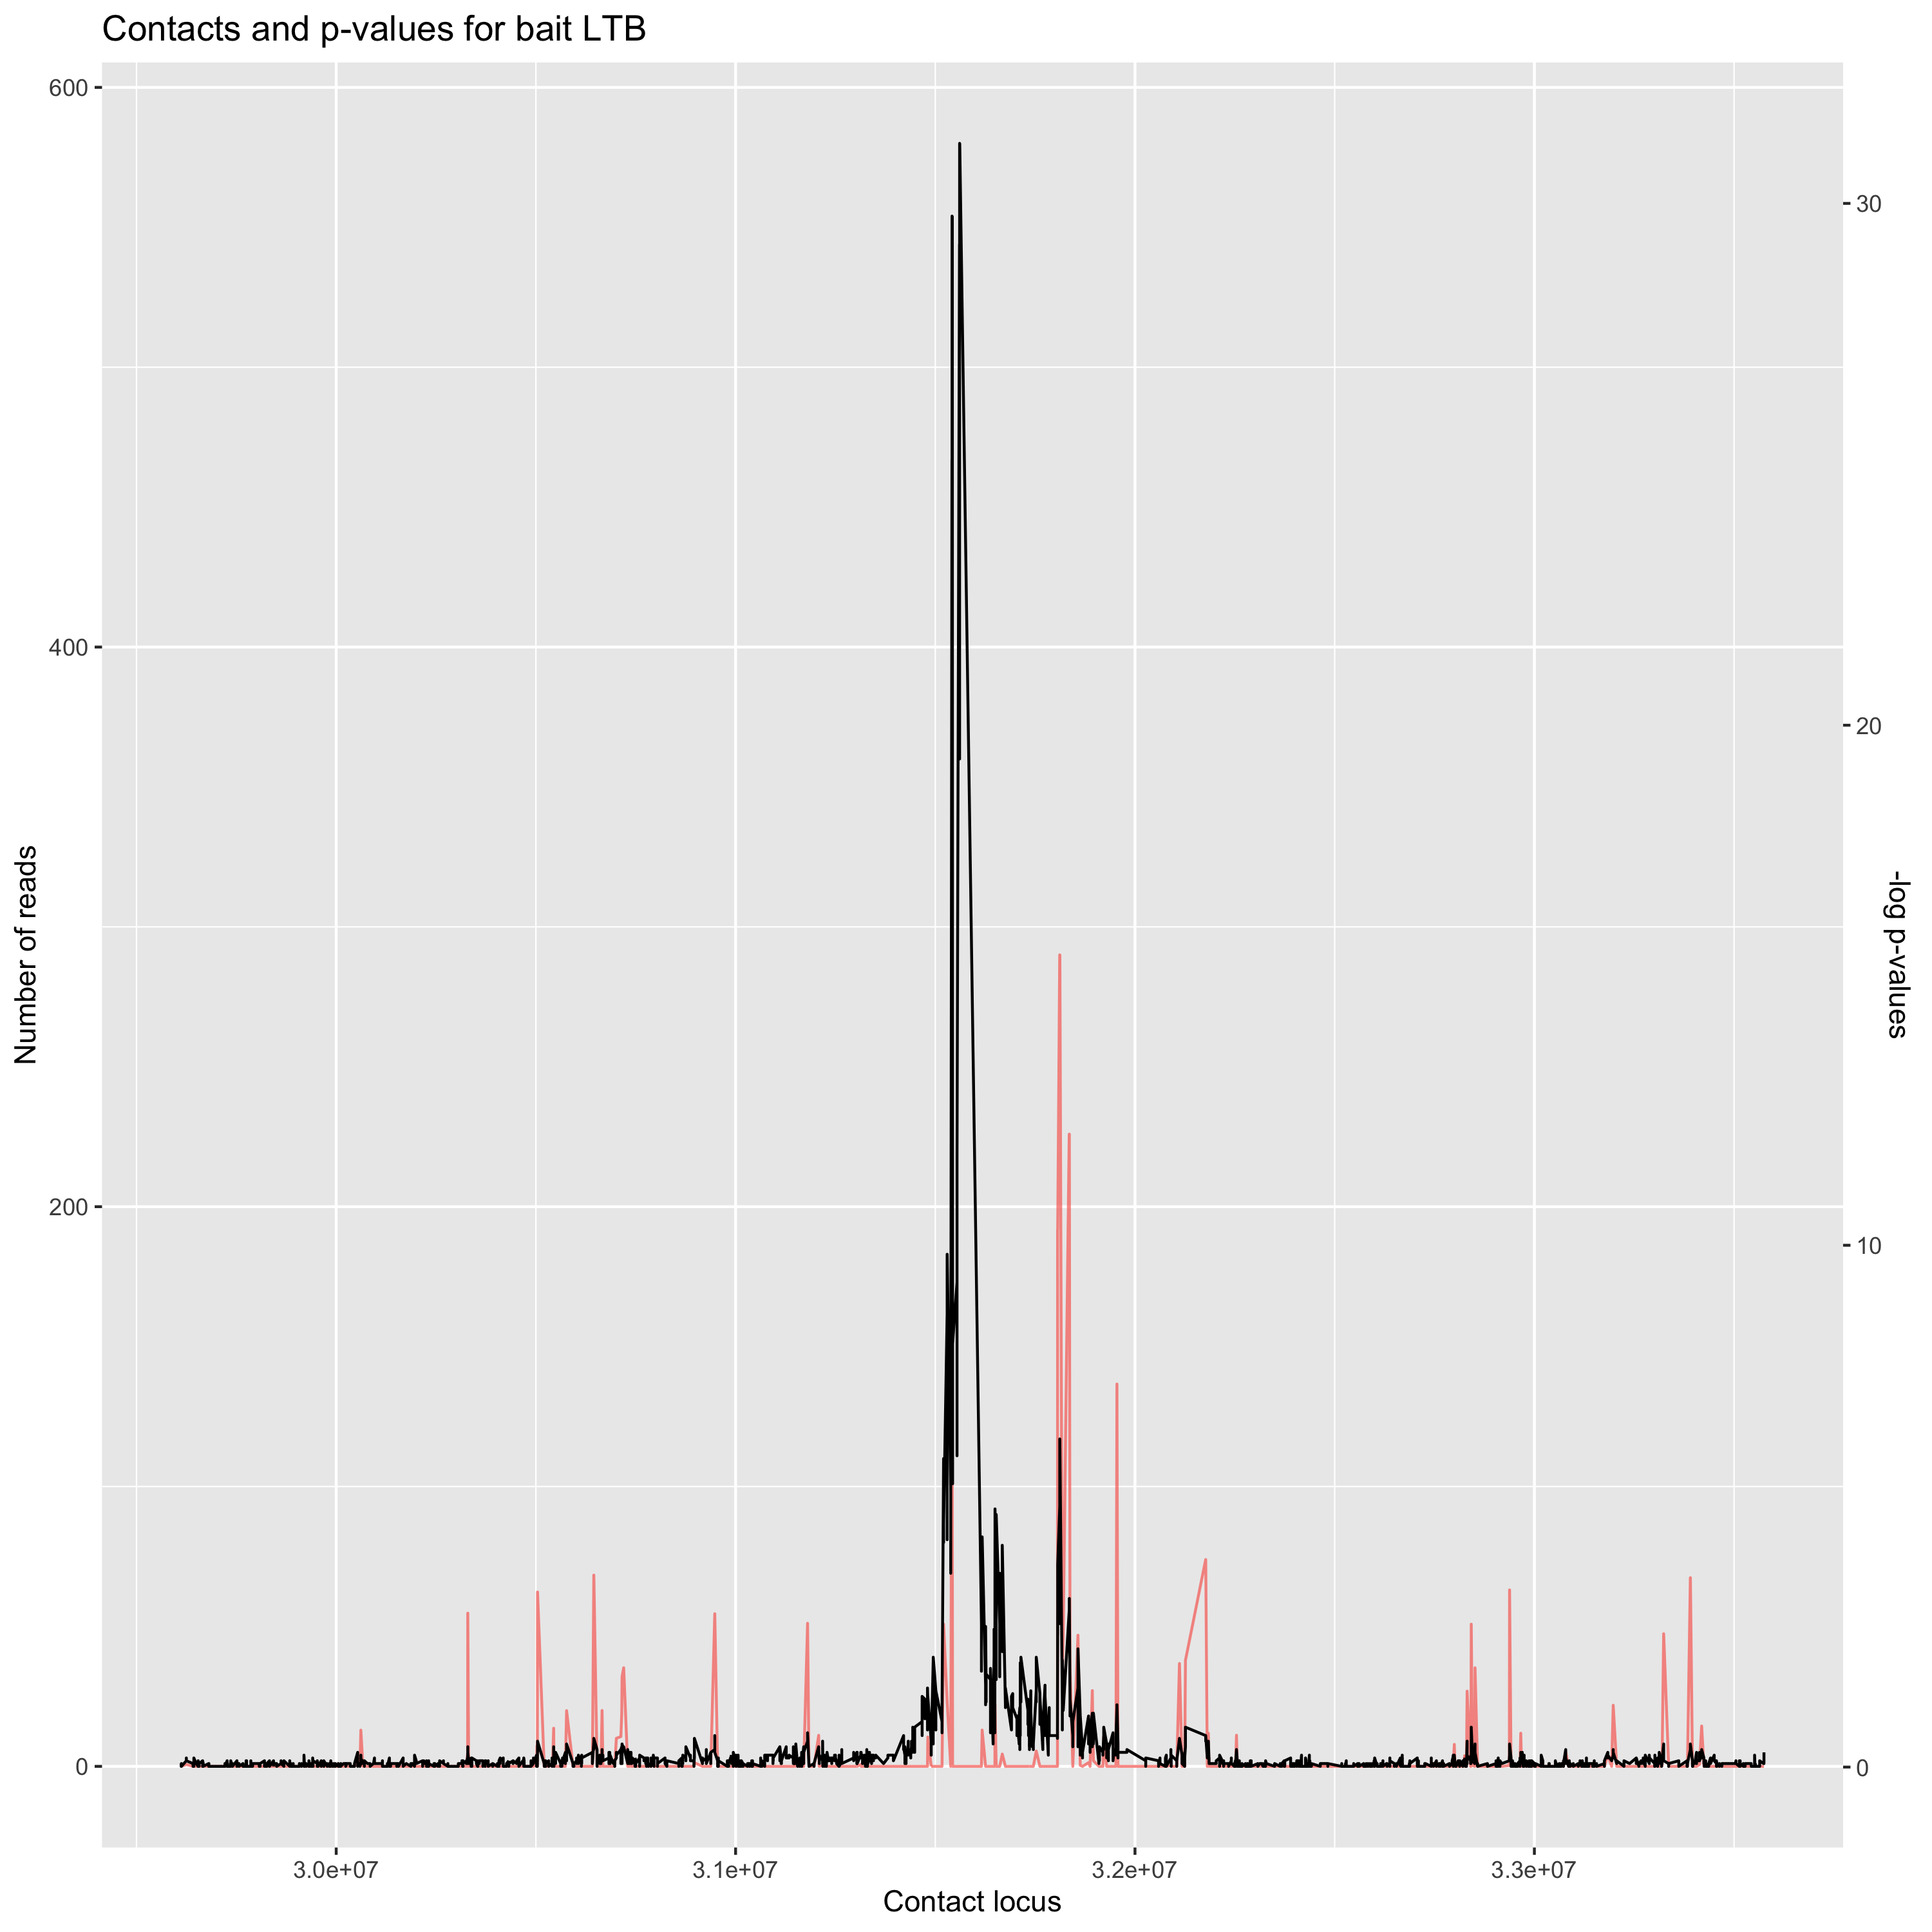 Contacts and p-values for bait LTB
600
400
200
0
Number of reads
30
20
10
0
-log p-values
3.0e+07
3.1e+07
3.2e+07
3.3e+07
Contact locus